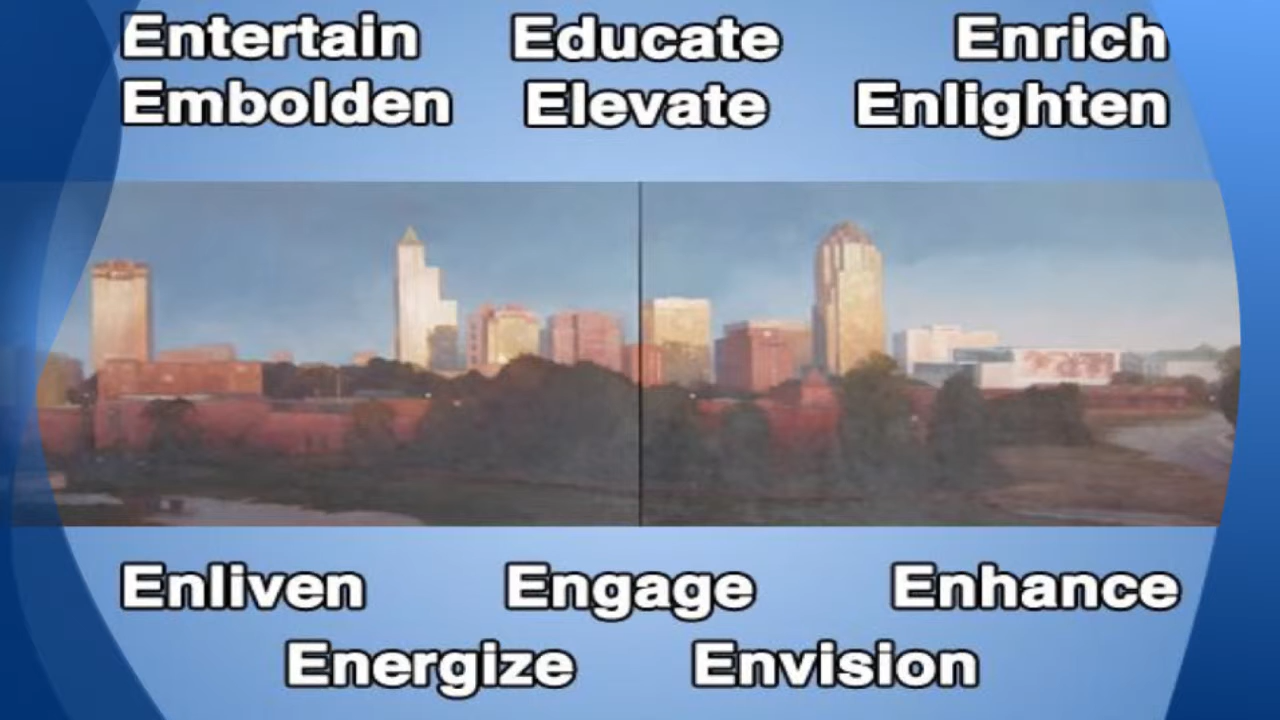 Entertain Educate Enrich
Embolden Elevate Enlighten
Enliven Engage Enhance
Energize Envision